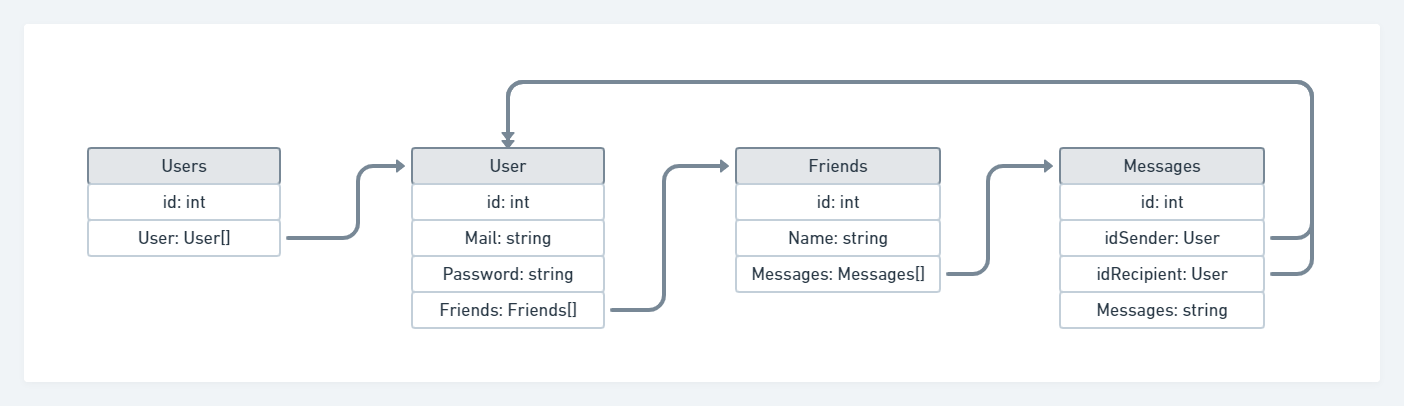 Users
id: int
User: User[]
User
id: int
Mail: string
Password: string
Friends: Friends[]
Friends
id: int
Name: string
Messages: Messages[]
Messages
id: int
idSender: User
idRecipient: User
Messages: string